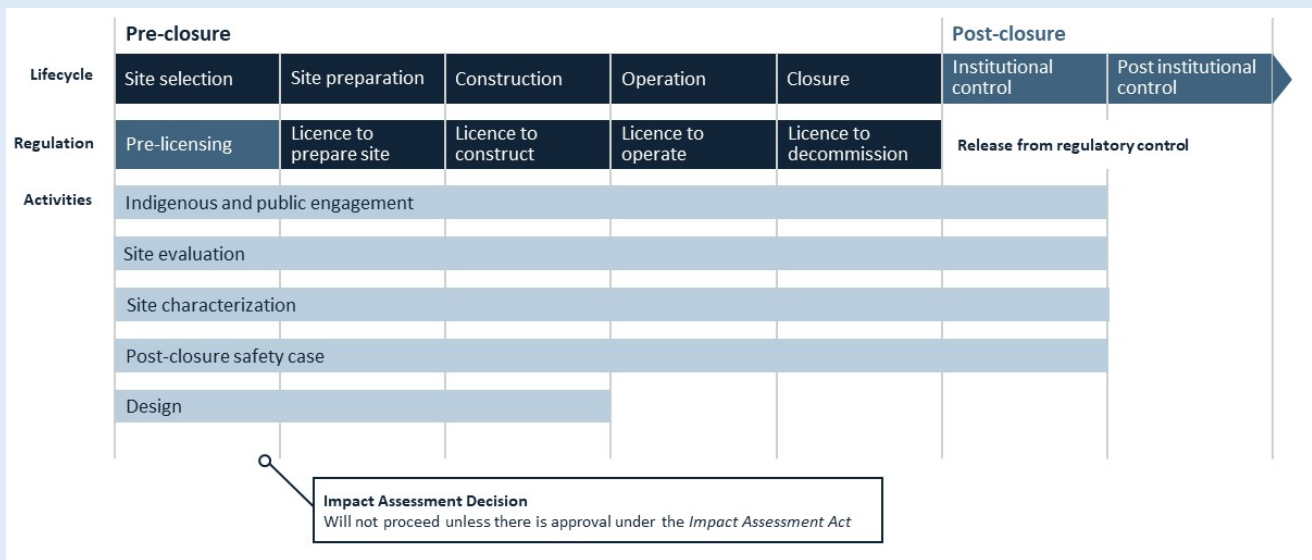 Pre-closure
Post-closure
Lifecycle
Site selection
Site preparation
Construction
Operation
Closure
Institutional
control
Post institutional
control
Regulation
Pre-licensing
Licence to
prepare site
Licence to
construct
Licence to
operate
Licence to
decommission
Release from regulatory control
Activities
Indigenous and public engagement
Site evaluation
Site characterization
Post-closure safety case
Design
Impact Assessment Decision
Will not proceed unless there is approval under the Impact Assessment Act